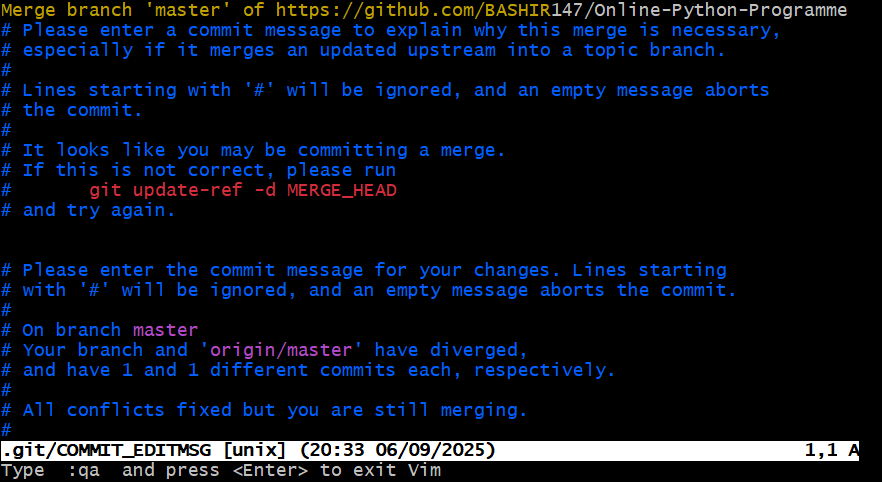 Merge branch 'master' of https://github.com/BASHIR147/Online-Python-Programme
# Please enter a commit message to explain why this merge is necessary,
# especially if it merges an updated upstream into a topic branch.
#
# Lines starting with '#' will be ignored, and an empty message aborts
# the commit.
#
# It looks like you may be committing a merge.
# If this is not correct, please run
#       git update-ref -d MERGE_HEAD
# and try again.
# Please enter the commit message for your changes. Lines starting
# with '#' will be ignored, and an empty message aborts the commit.
#
# On branch master
# Your branch and 'origin/master' have diverged,
# and have 1 and 1 different commits each, respectively.
#
# All conflicts fixed but you are still merging.
#
.git/COMMIT_EDITMSG [unix] (20:33 06/09/2025) 1,1 A
Type  :qa  and press <Enter> to exit Vim